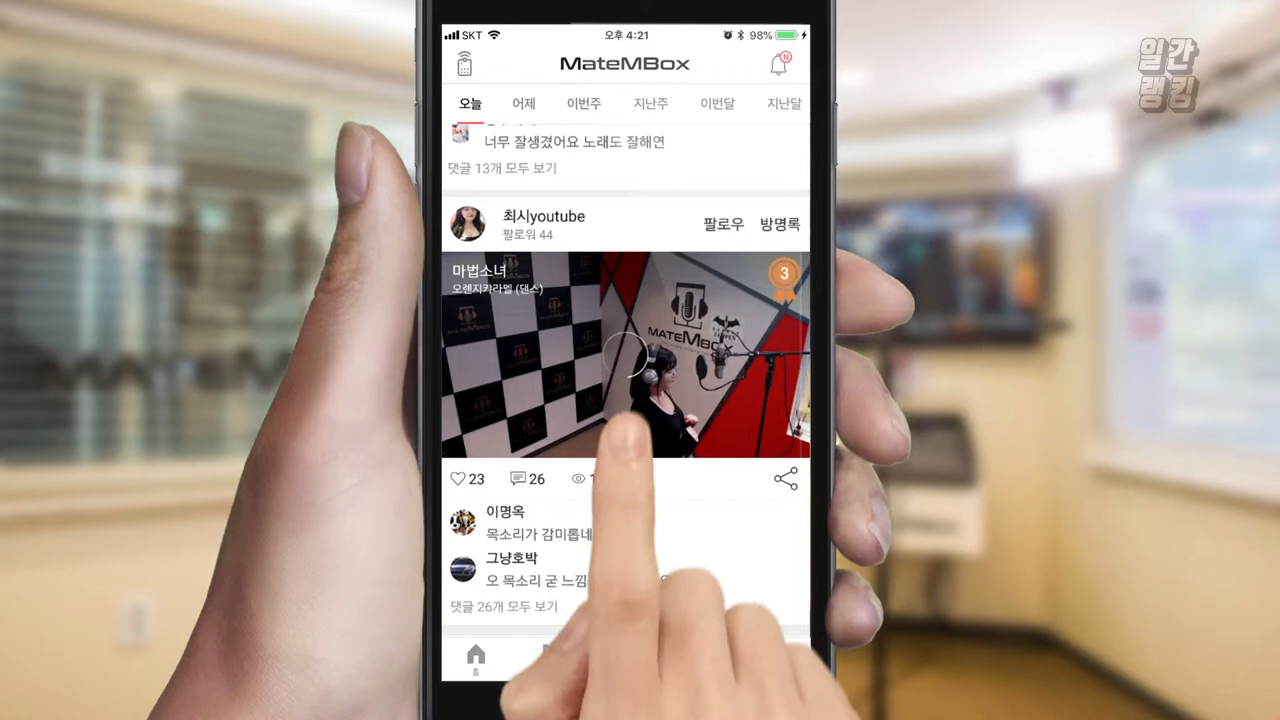 SKT 오후 4:21 98%
MateMBox
N
일간
랭킹
오늘 어제 이번주 지난주 이번달 지난달
너무 잘생겼어요 노래도 잘해연
댓글 13개 모두 보기
최시youtube
팔로워 44
팔로우 방명록
마법소녀
오렌지캬라멜 (댄스)
3
MATEMBOX
23 26
이명옥
목소리가 감미롭네
그냥호박
오 목소리 굳 느낌
댓글 26개 모두 보기
홈